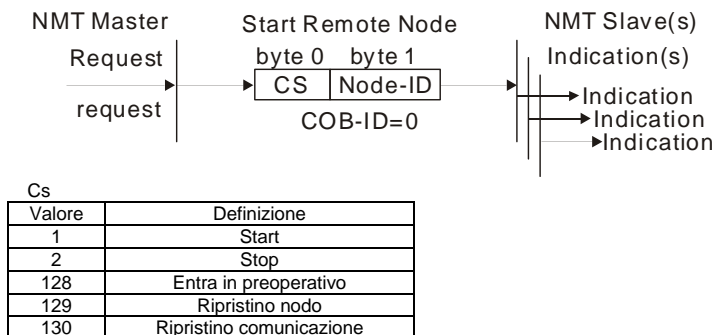 NMT Master Start Remote Node NMT Slave(s)
Request byte 0 byte 1 Indication(s)
request CS Node-ID Indication
COB-ID=0 Indication
Indication
Cs
Valore Definizione
1 Start
2 Stop
128 Entra in preoperativo
129 Ripristino nodo
130 Ripristino comunicazione